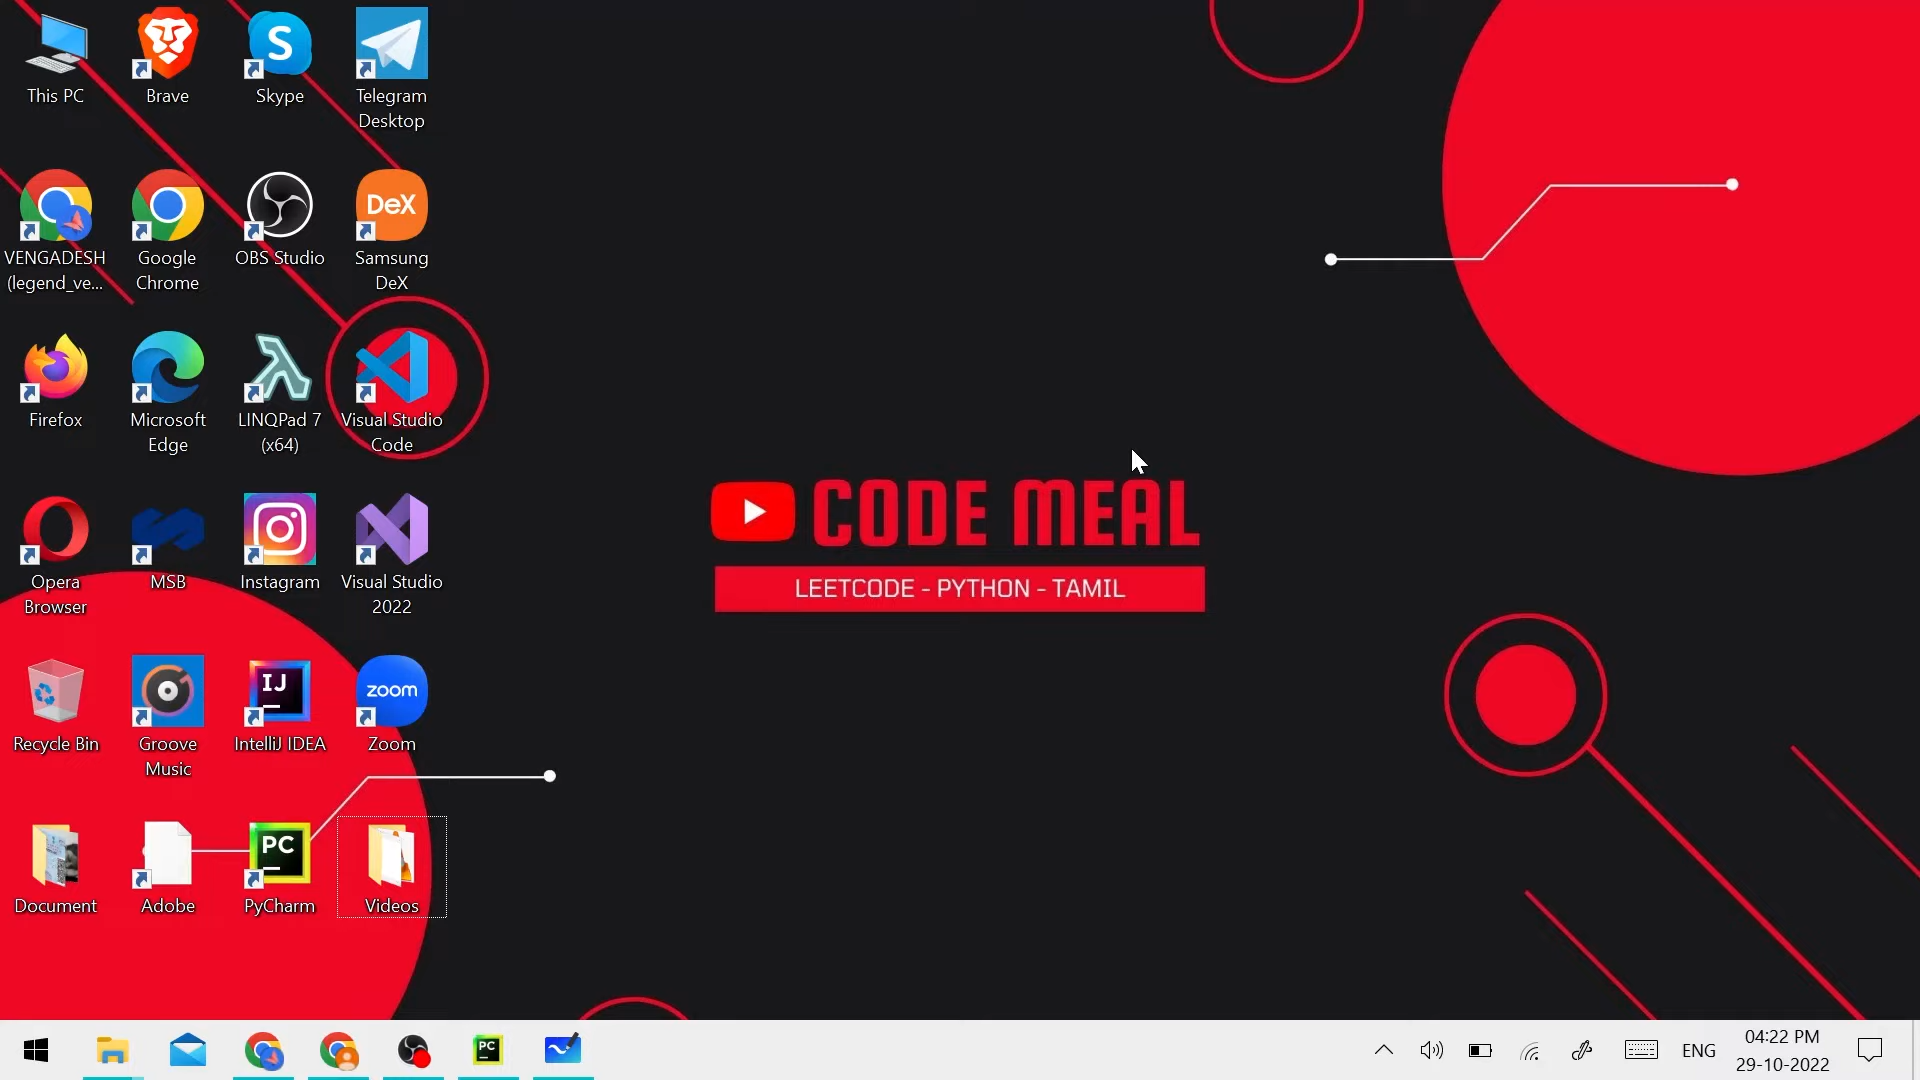 This PC
Brave
Skype
Telegram
Desktop
VENGADESH
(legend_ve...
Google
Chrome
OBS Studio
DeX
Samsung
DeX
Firefox
Microsoft
Edge
LINQPad 7
(x64)
Visual Studio
Code
CODE MEAL
LEETCODE - PYTHON - TAMIL
Opera
Browser
MSB
Instagram
Visual Studio
2022
Recycle Bin
Groove
Music
IJ
IntelliJ IDEA
zoom
Zoom
Document
Adobe
PC
PyCharm
Videos
PC
ENG
04:22 PM
29-10-2022